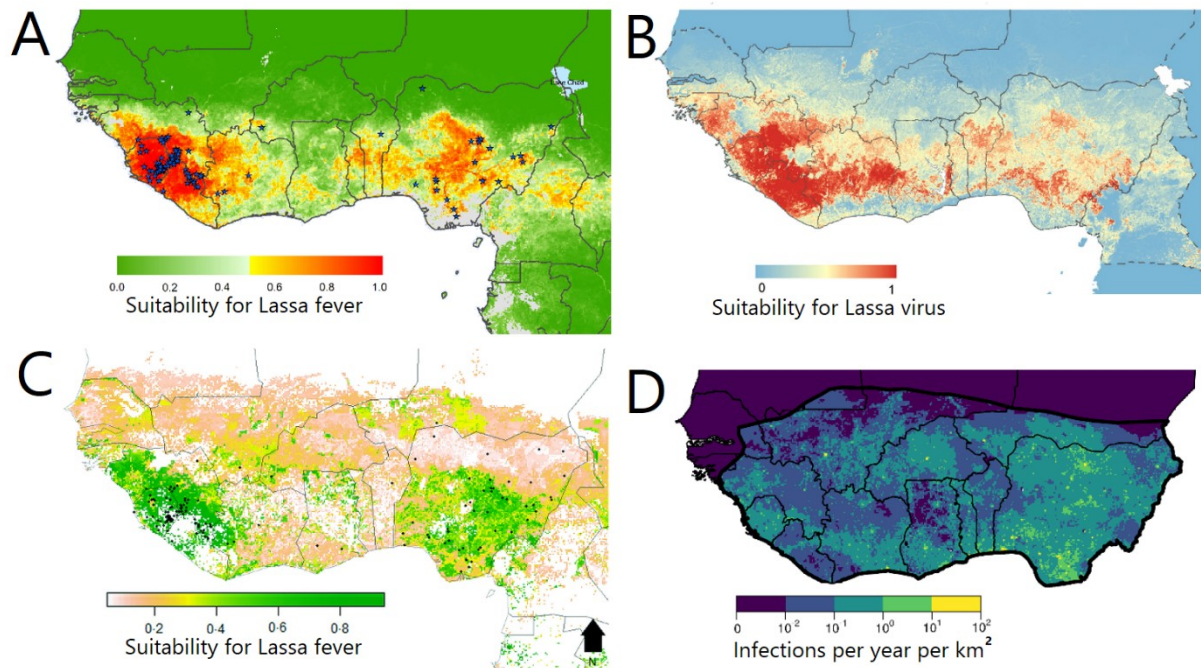 A
B
Lake Chad
0.0 0.2 0.4 0.6 0.8 1.0
Suitability for Lassa fever
0 1
Suitability for Lassa virus
C
D
0·2 0·4 0·6 0·8
Suitability for Lassa fever
N
0 10⁻² 10⁻¹ 10⁰ 10¹ 10²
Infections per year per km²